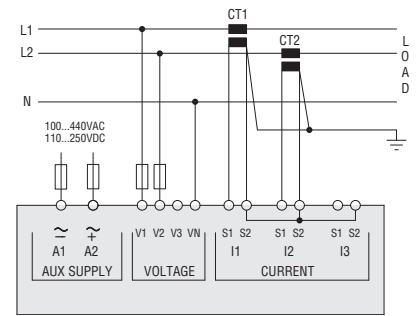 CT1
L1
L2
CT2
L
O
A
D
N
100...440VAC
110...250VDC
V1 V2 V3 VN
S1 S2
S1 S2
S1 S2
A1 A2
I1
I2
I3
AUX SUPPLY
VOLTAGE
CURRENT